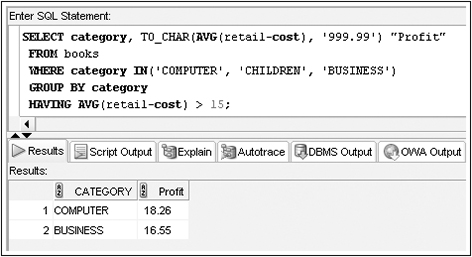 Enter SQL Statement:
SELECT category, TO_CHAR(AVG(retail-cost), '999.99') "Profit"
FROM books
WHERE category IN('COMPUTER', 'CHILDREN', 'BUSINESS')
GROUP BY category
HAVING AVG(retail-cost) > 15;
Results Script Output Explain Autotrace DBMS Output OWA Output
Results:
CATEGORY Profit
1 COMPUTER 18.26
2 BUSINESS 16.55